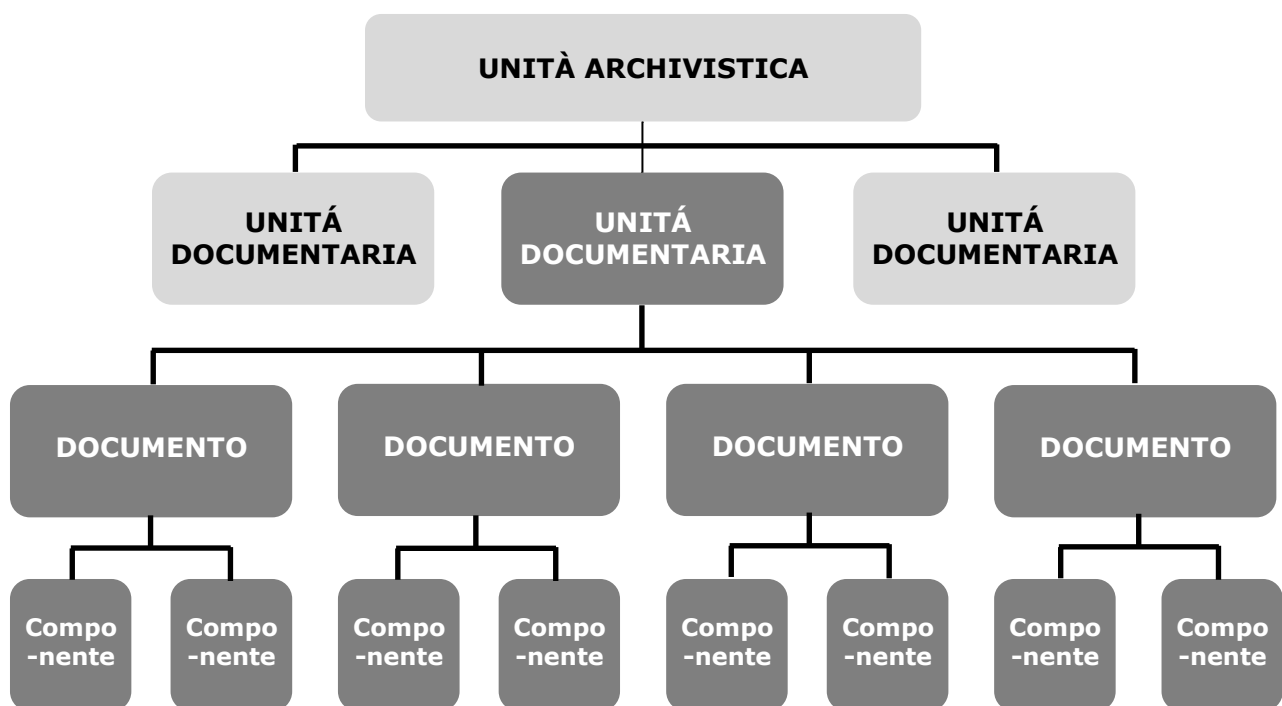 UNITÀ ARCHIVISTICA
UNITÁ
DOCUMENTARIA
UNITÁ
DOCUMENTARIA
UNITÁ
DOCUMENTARIA
DOCUMENTO
DOCUMENTO
DOCUMENTO
DOCUMENTO
Compo
-nente
Compo
-nente
Compo
-nente
Compo
-nente
Compo
-nente
Compo
-nente
Compo
-nente
Compo
-nente